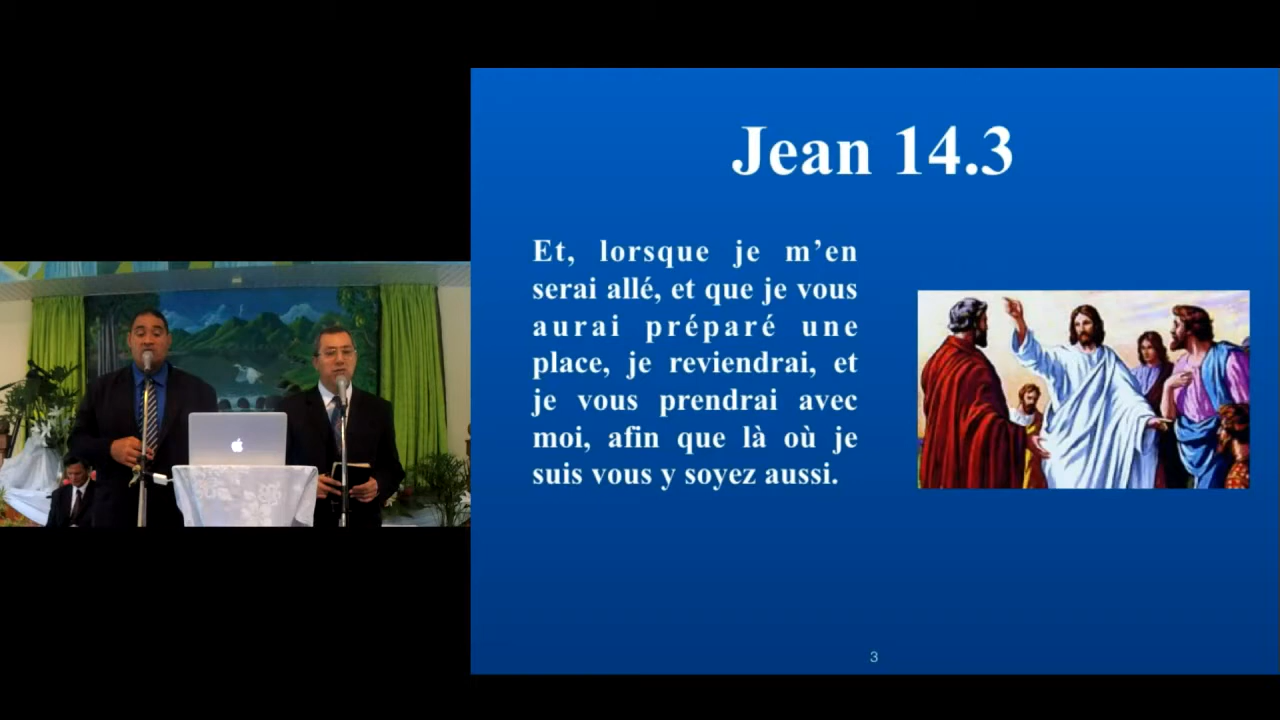 Jean 14.3
Et, lorsque je m’en
serai allé, et que je vous
aurai préparé une
place, je reviendrai, et
je vous prendrai avec
moi, afin que là où je
suis vous y soyez aussi.
3